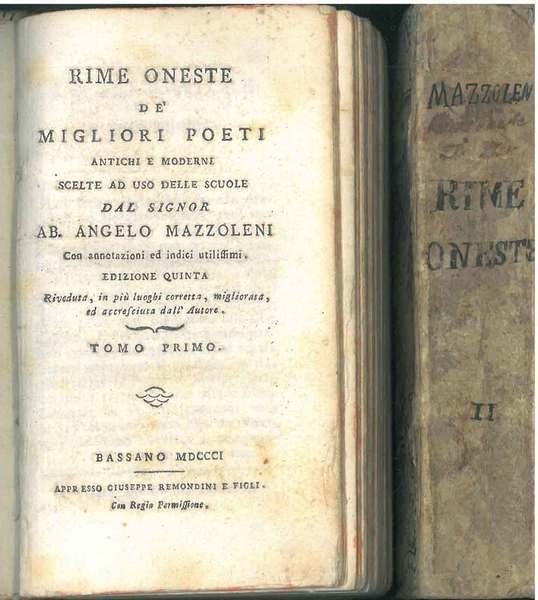 RIME ONESTE
DE'
MIGLIORI POETI
ANTICHI E MODERNI
SCELTE AD USO DELLE SCUOLE
DAL SIGNOR
AB. ANGELO MAZZOLENI
Con annotazioni ed indici utiliſſimi.
EDIZIONE QUINTA
Riveduta, in più luoghi corretta, migliorata,
ed accreſciuta dall' Autore.
TOMO PRIMO.
BASSANO MDCCCI
APPRESSO GIUSEPPE REMONDINI E FIGLI.
Con Regia Permiſſione.
MAZZOLEN
RIME
ONESTE
II